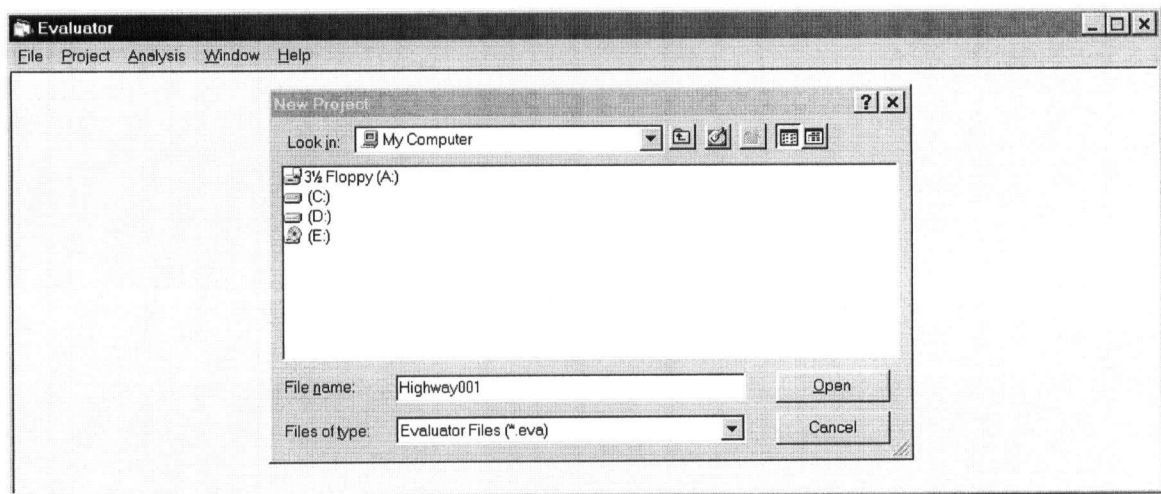 Evaluator
File Project Analysis Window Help
New Project
Look in: My Computer
3½ Floppy (A:)
(C:)
(D:)
(E:)
File name: Highway001 Open
Files of type: Evaluator Files (*.eva) Cancel